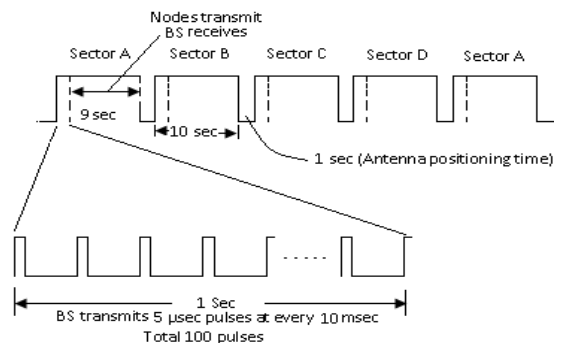 Nodes transmit
BS receives
Sector A Sector B Sector C Sector D Sector A
9 sec
10 sec
1 sec (Antenna positioning time)
1 Sec
BS transmits 5 µsec pulses at every 10 msec
Total 100 pulses